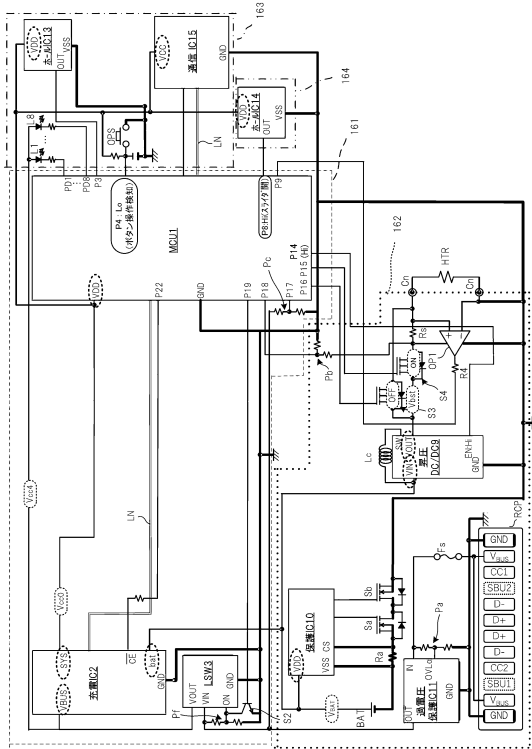 163
ホールIC13
VDD
OUT
VSS
通信 IC15
VCC
GND
164
VDD
ホールIC14
OUT
VSS
161
162
L8
L1
OPS
LN
PD1
PD8
P3
P4 : Lo
(ボタン操作検知)
P8:Hi(スライダ開)
P9
MCU1
P14
P15 (Hi)
P16
P17
P18
P19
GND
P22
VDD
Pc
Pb
Cn
HTR
Cn
Rs
OP1
R4
ON
S4
OFF
Vbst
S3
Lc
SW
VIN
VOUT
昇圧
DC/DC9
EN:Hi
GND
Vcc4
Vcc0
LN
SYS
VBUS
充電IC2
CE
bat
GND
LSW3
VOUT
VIN
ON
GND
Pf
S2
保護IC10
VDD
VSS
CS
Sb
Sa
Ra
VBAT
BAT
過電圧
保護IC11
OUT
IN
OVLo
GND
Pa
Fs
RCP
GND
VBUS
CC1
SBU2
D-
D+
D+
D-
CC2
SBU1
VBUS
GND